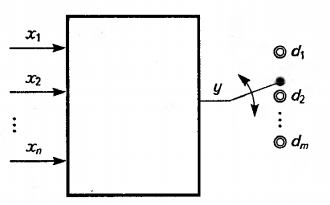 x₁
x₂
⋮
xₙ
y
d₁
d₂
⋮
dₘ